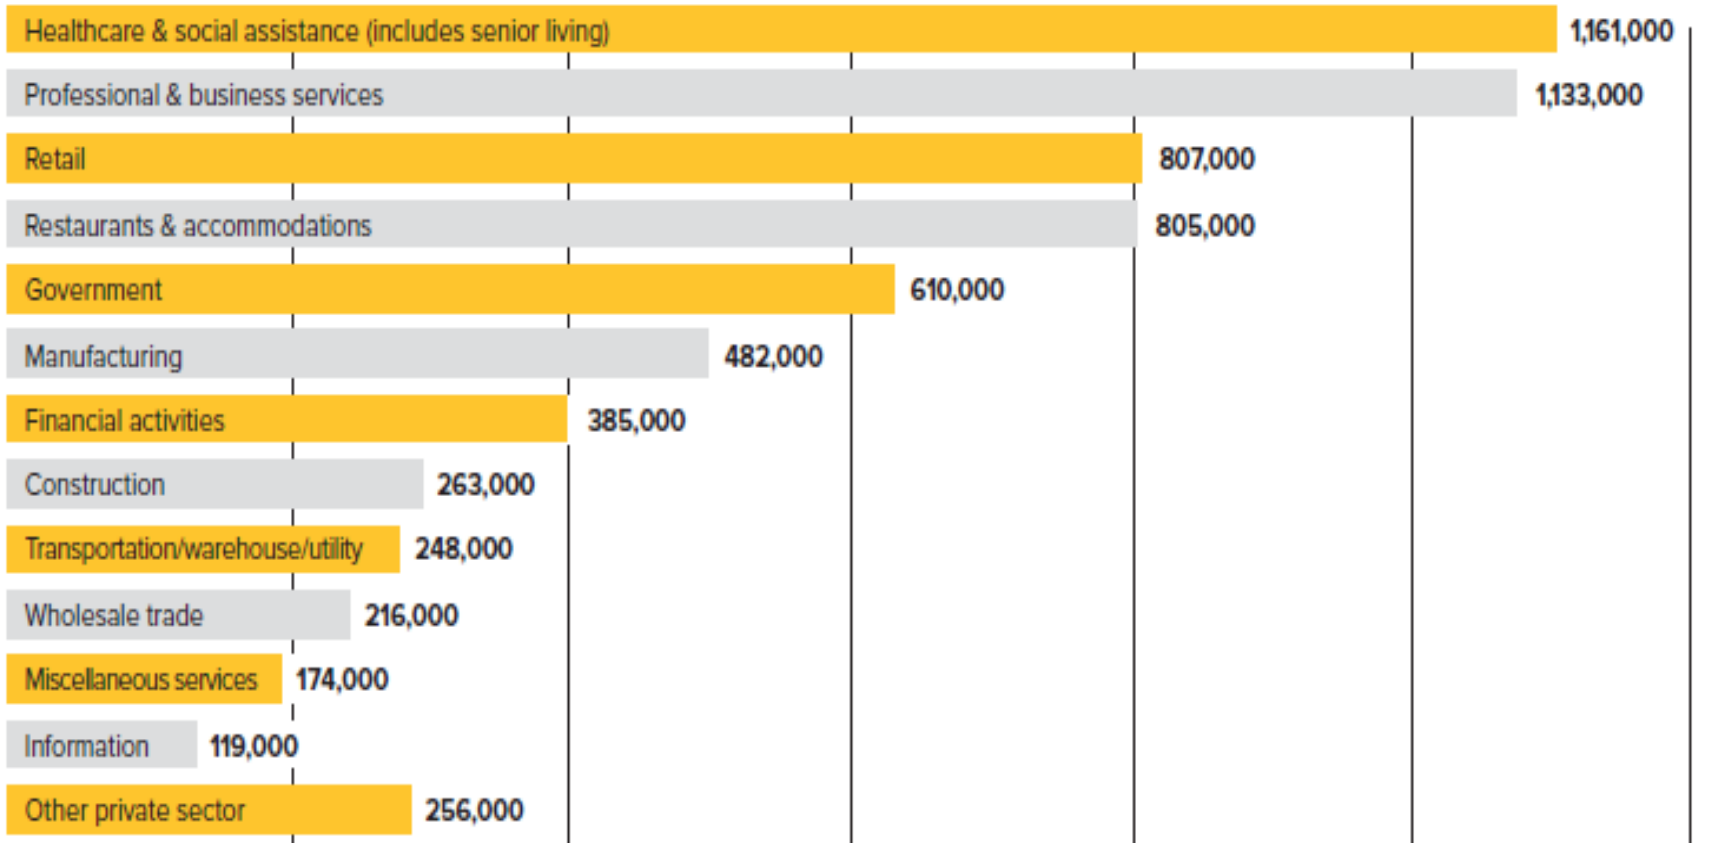 Healthcare & social assistance (includes senior living) 1,161,000
Professional & business services 1,133,000
Retail 807,000
Restaurants & accommodations 805,000
Government 610,000
Manufacturing 482,000
Financial activities 385,000
Construction 263,000
Transportation/warehouse/utility 248,000
Wholesale trade 216,000
Miscellaneous services 174,000
Information 119,000
Other private sector 256,000